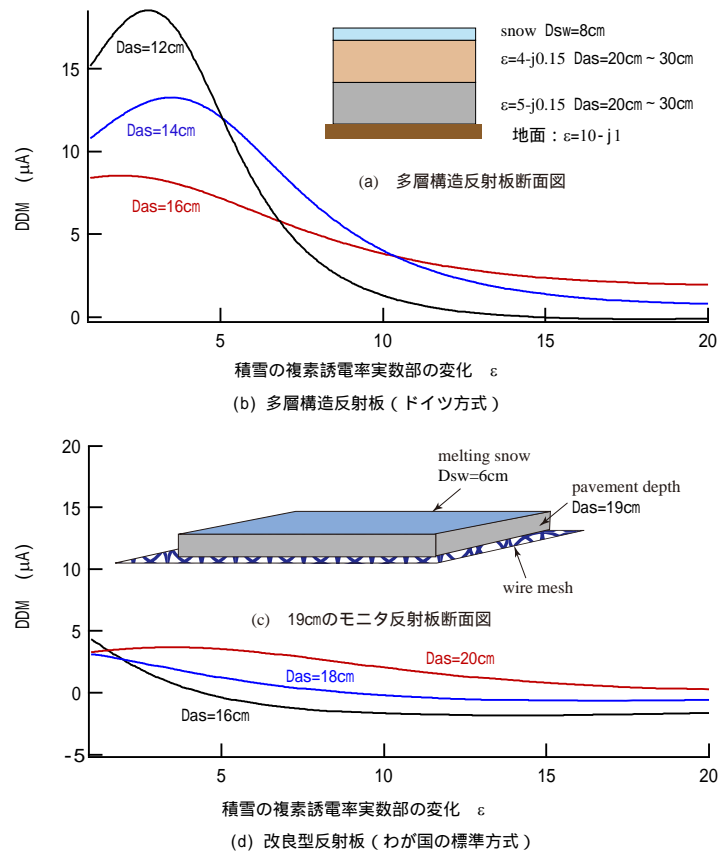 15
10
5
0
DDM (μA)
Das=12cm
Das=14cm
Das=16cm
snow Dsw=8cm
ε=4-j0.15 Das=20cm~30cm
ε=5-j0.15 Das=20cm~30cm
地面：ε=10-j1
(a) 多層構造反射板断面図
5
10
15
20
積雪の複素誘電率実数部の変化 ε
(b) 多層構造反射板(ドイツ方式)
20
15
10
5
0
-5
DDM (μA)
melting snow
Dsw=6cm
pavement depth
Das=19cm
wire mesh
(c) 19cmのモニタ反射板断面図
Das=20cm
Das=18cm
Das=16cm
5
10
15
20
積雪の複素誘電率実数部の変化 ε
(d) 改良型反射板(わが国の標準方式)